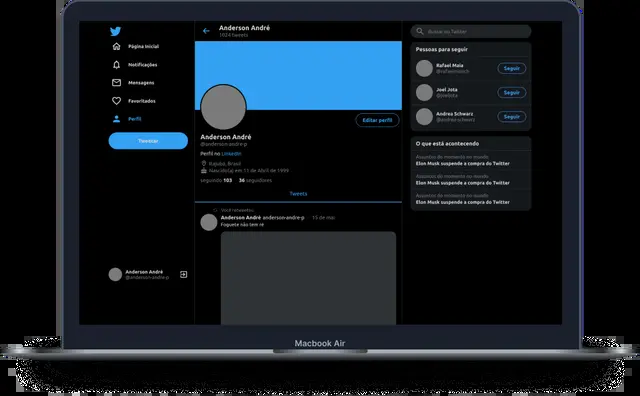 Página Inicial
Notificações
Mensagens
Favoritados
Perfil
Tweetar
Anderson André
@anderson-andre-p
Anderson André
1024 tweets
Editar perfil
Anderson André
@anderson-andre-p
Perfil no LinkedIn
Itajubá, Brasil
Nascido(a) em 11 de Abril de 1999
seguindo 103 36 seguidores
Tweets
Você retweetou
Anderson André anderson-andre-p · 15 de mai
Foguete não tem ré
Buscar no Twitter
Pessoas para seguir
Rafael Maia
Seguir
Joel Jota
@joeljota
Seguir
Andrea Schwarz
@andrea-schwarz
Seguir
O que está acontecendo
Assuntos do momento no mundo
Elon Musk suspende a compra do Twitter
Assuntos do momento no mundo
Elon Musk suspende a compra do Twitter
Assuntos do momento no mundo
Elon Musk suspende a compra do Twitter
Macbook Air